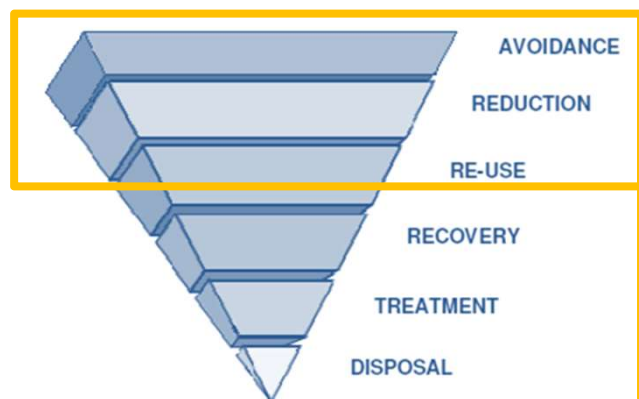 AVOIDANCE
REDUCTION
RE-USE
RECOVERY
TREATMENT
DISPOSAL